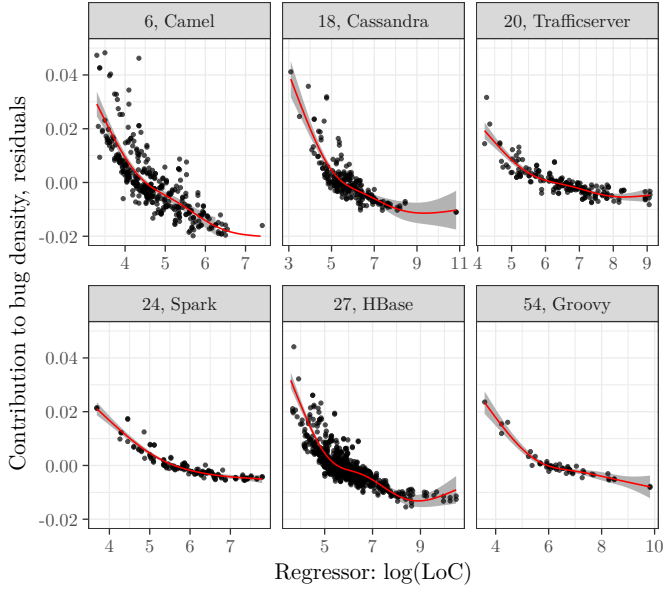 6, Camel
18, Cassandra
20, Trafficserver
0.04
0.02
0.00
-0.02
4 5 6 7
3 5 7 9 11
4 5 6 7 8 9
24, Spark
27, HBase
54, Groovy
0.04
0.02
0.00
-0.02
4 5 6 7
5 7 9
4 6 8 10
Contribution to bug density, residuals
Regressor: log(LoC)